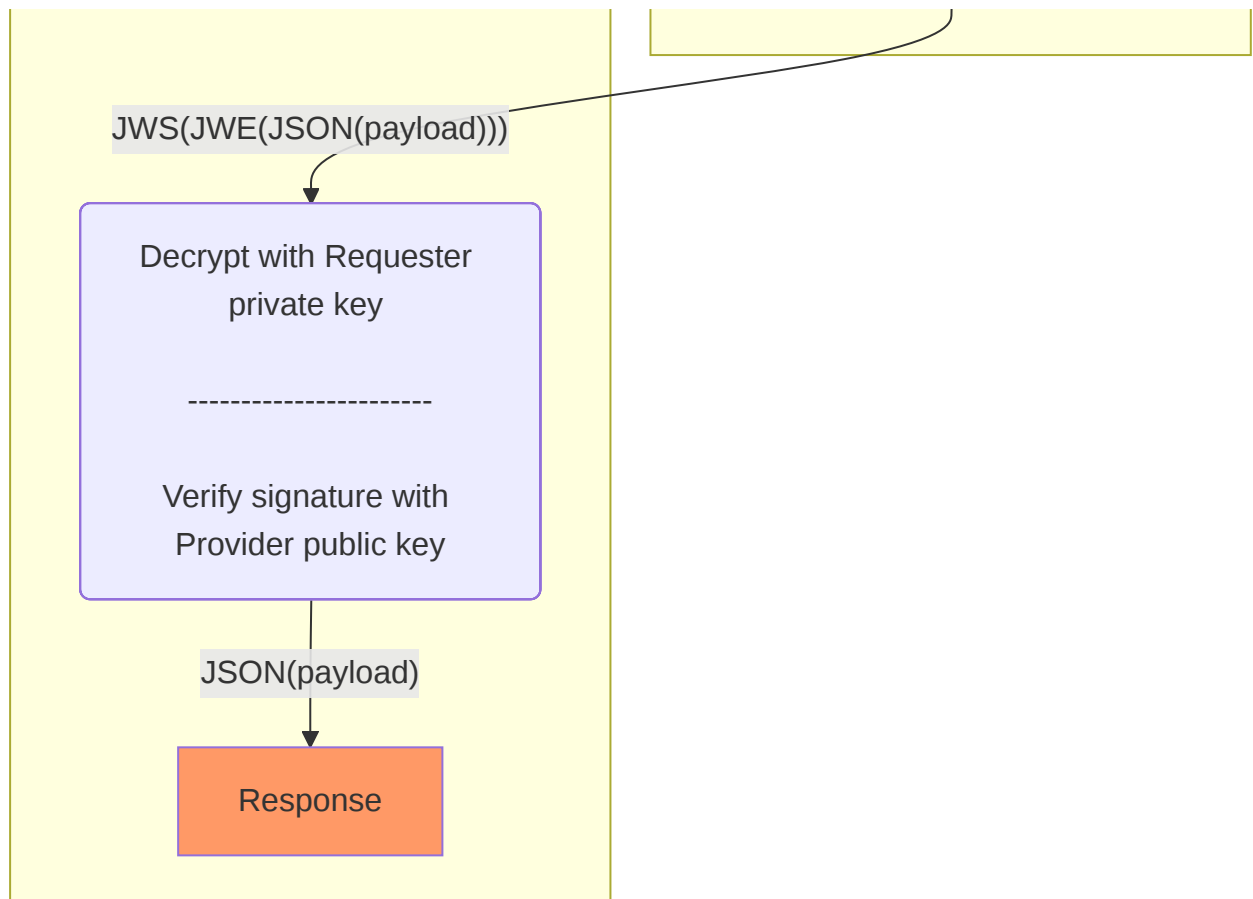 JWS(JWE(JSON(payload)))
Decrypt with Requester
private key
-----------------------
Verify signature with
Provider public key
JSON(payload)
Response